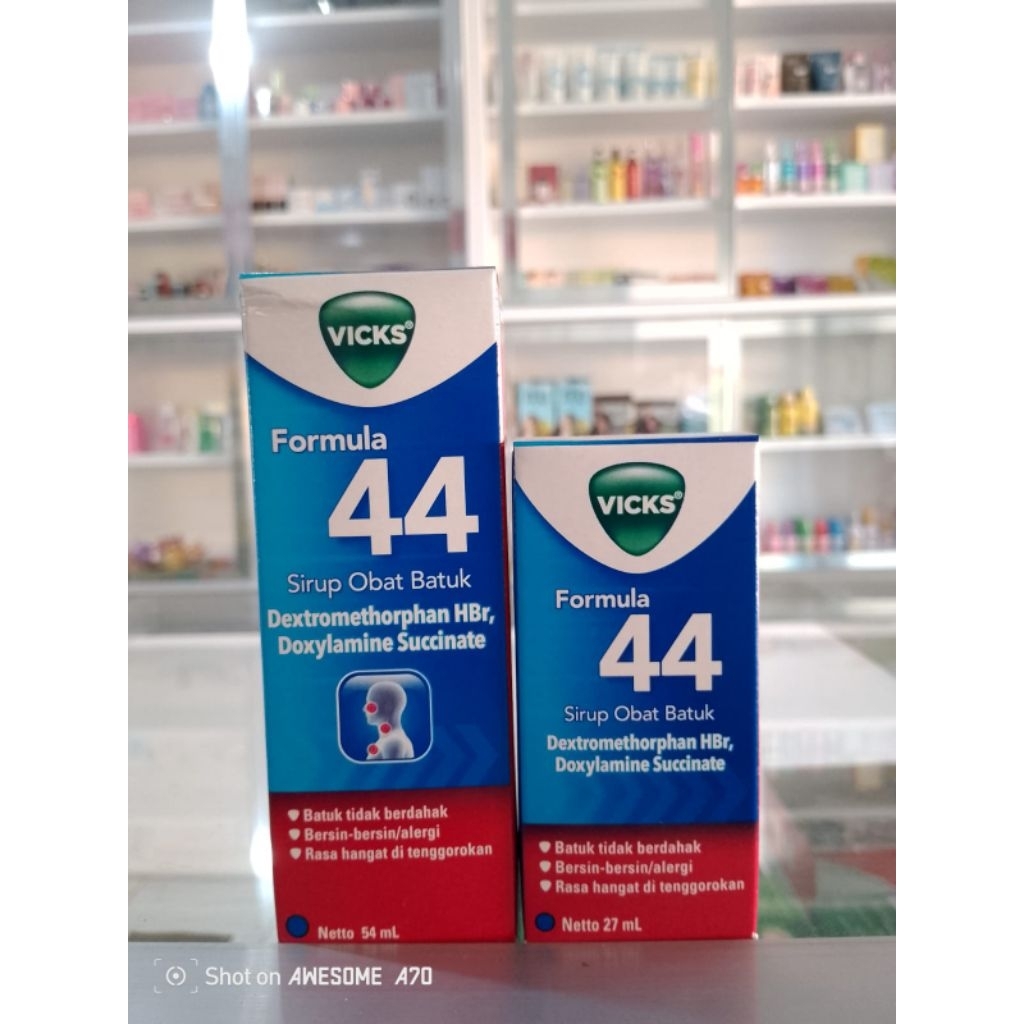 VICKS®
Formula
44
Sirup Obat Batuk
Dextromethorphan HBr,
Doxylamine Succinate
Batuk tidak berdahak
Bersin-bersin/alergi
Rasa hangat di tenggorokan
Netto 54 mL
VICKS®
Formula
44
Sirup Obat Batuk
Dextromethorphan HBr,
Doxylamine Succinate
Batuk tidak berdahak
Bersin-bersin/alergi
Rasa hangat di tenggorokan
Netto 27 mL
Shot on AWESOME A70